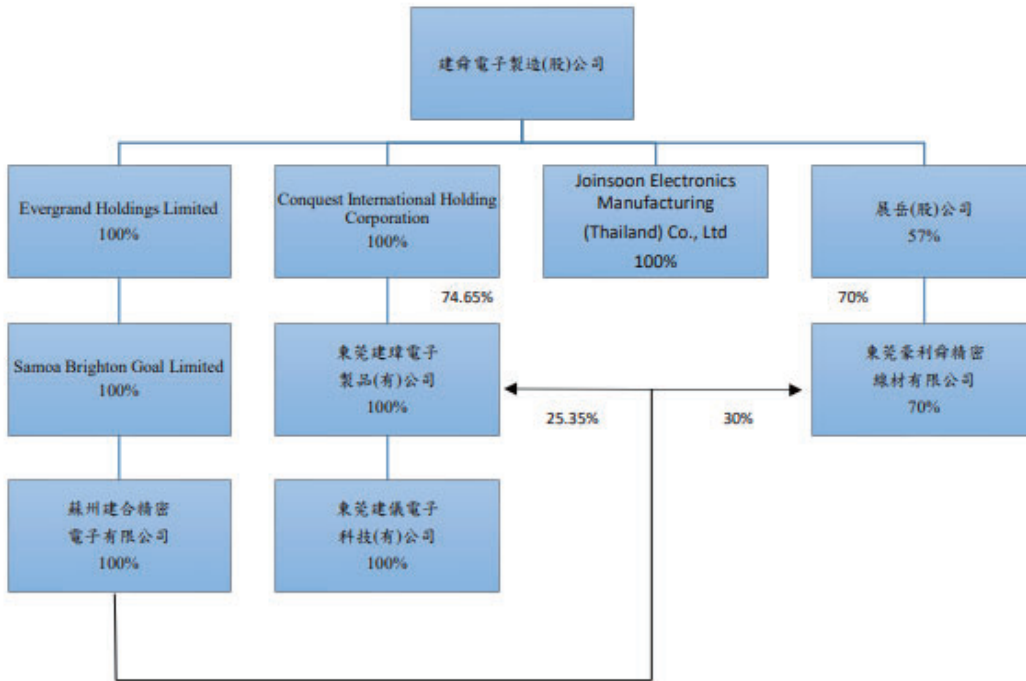 建舜電子製造(股)公司
Evergrand Holdings Limited
100%
Conquest International Holding
Corporation
100%
Joinsoon Electronics
Manufacturing
(Thailand) Co., Ltd
100%
展岳(股)公司
57%
74.65%
70%
Samoa Brighton Goal Limited
100%
東莞建瑋電子
製品(有)公司
100%
東莞豪利舜精密
線材有限公司
70%
25.35%
30%
蘇州建合精密
電子有限公司
100%
東莞建儀電子
科技(有)公司
100%